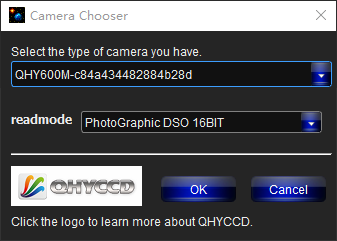 Camera Chooser
Select the type of camera you have.
QHY600M-c84a434482884b28d
readmode
PhotoGraphic DSO 16BIT
QHYCCD
OK
Cancel
Click the logo to learn more about QHYCCD.